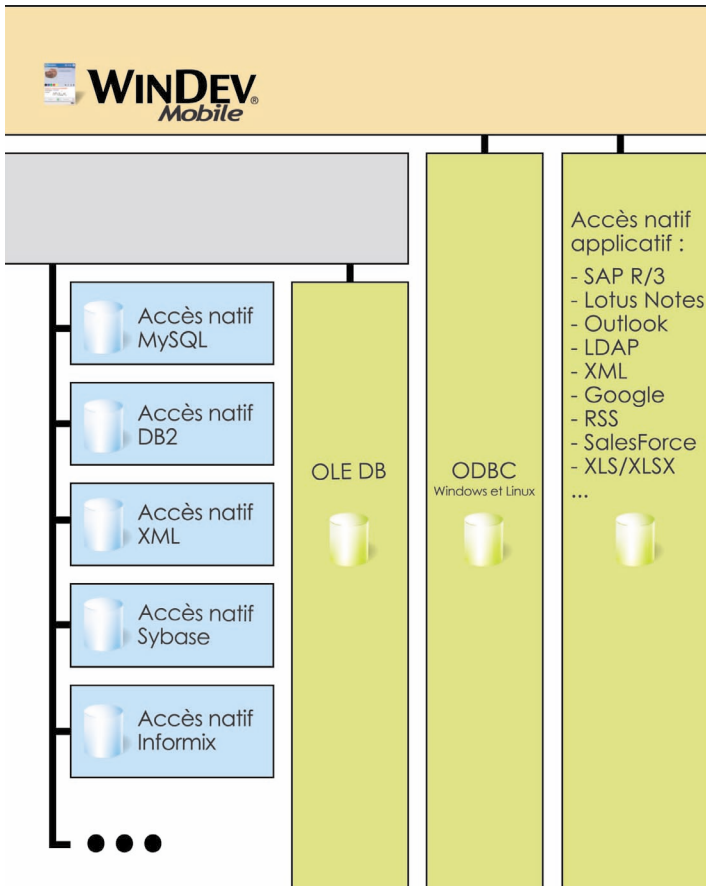 WINDEV®
Mobile
Accès natif
MySQL
Accès natif
DB2
Accès natif
XML
Accès natif
Sybase
Accès natif
Informix
OLE DB
ODBC
Windows et Linux
Accès natif
applicatif :
- SAP R/3
- Lotus Notes
- Outlook
- LDAP
- XML
- Google
- RSS
- SalesForce
- XLS/XLSX
...